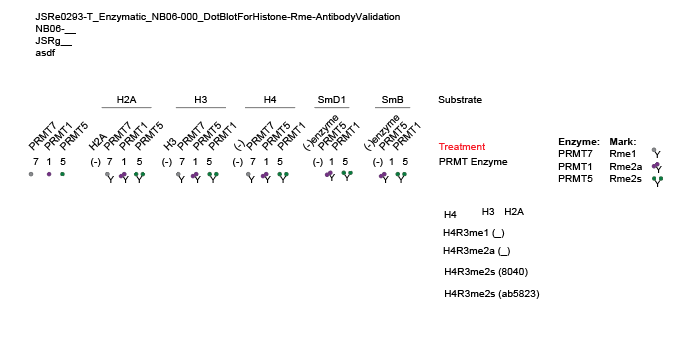 JSRe0293-T_Enzymatic_NB06-000_DotBlotForHistone-Rme-AntibodyValidation
NB06-__
JSRg__
asdf
H2A H3 H4 SmD1 SmB Substrate
PRMT7 PRMT1 PRMT5 H2A PRMT7 PRMT1 PRMT5 H3 PRMT7 PRMT5 PRMT1 (-) PRMT7 PRMT5 PRMT1 (-)enzyme PRMT5 PRMT1 (-)enzyme PRMT5 PRMT1
Treatment
7 1 5 (-) 7 1 5 (-) 7 1 5 (-) 7 1 5 (-) 1 5 (-) 1 5 PRMT Enzyme
Enzyme: Mark:
PRMT7 Rme1
PRMT1 Rme2a
PRMT5 Rme2s
H4 H3 H2A
H4R3me1 (_)
H4R3me2a (_)
H4R3me2s (8040)
H4R3me2s (ab5823)